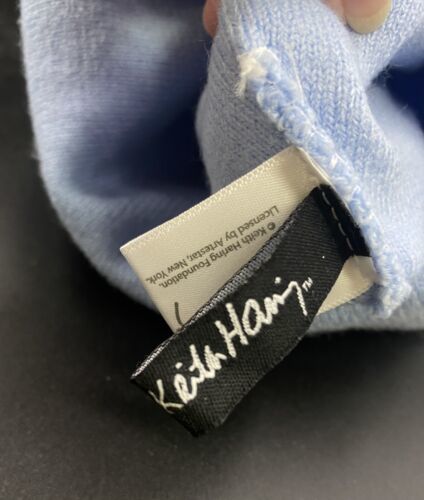 © Keith Haring Foundation.
Licensed by Artestar, New York.
Keith Haring™